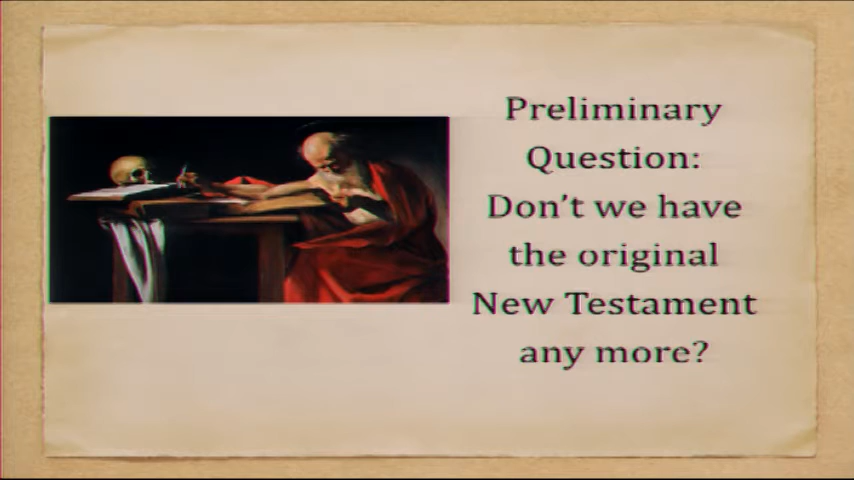 Preliminary
Question:
Don't we have
the original
New Testament
any more?